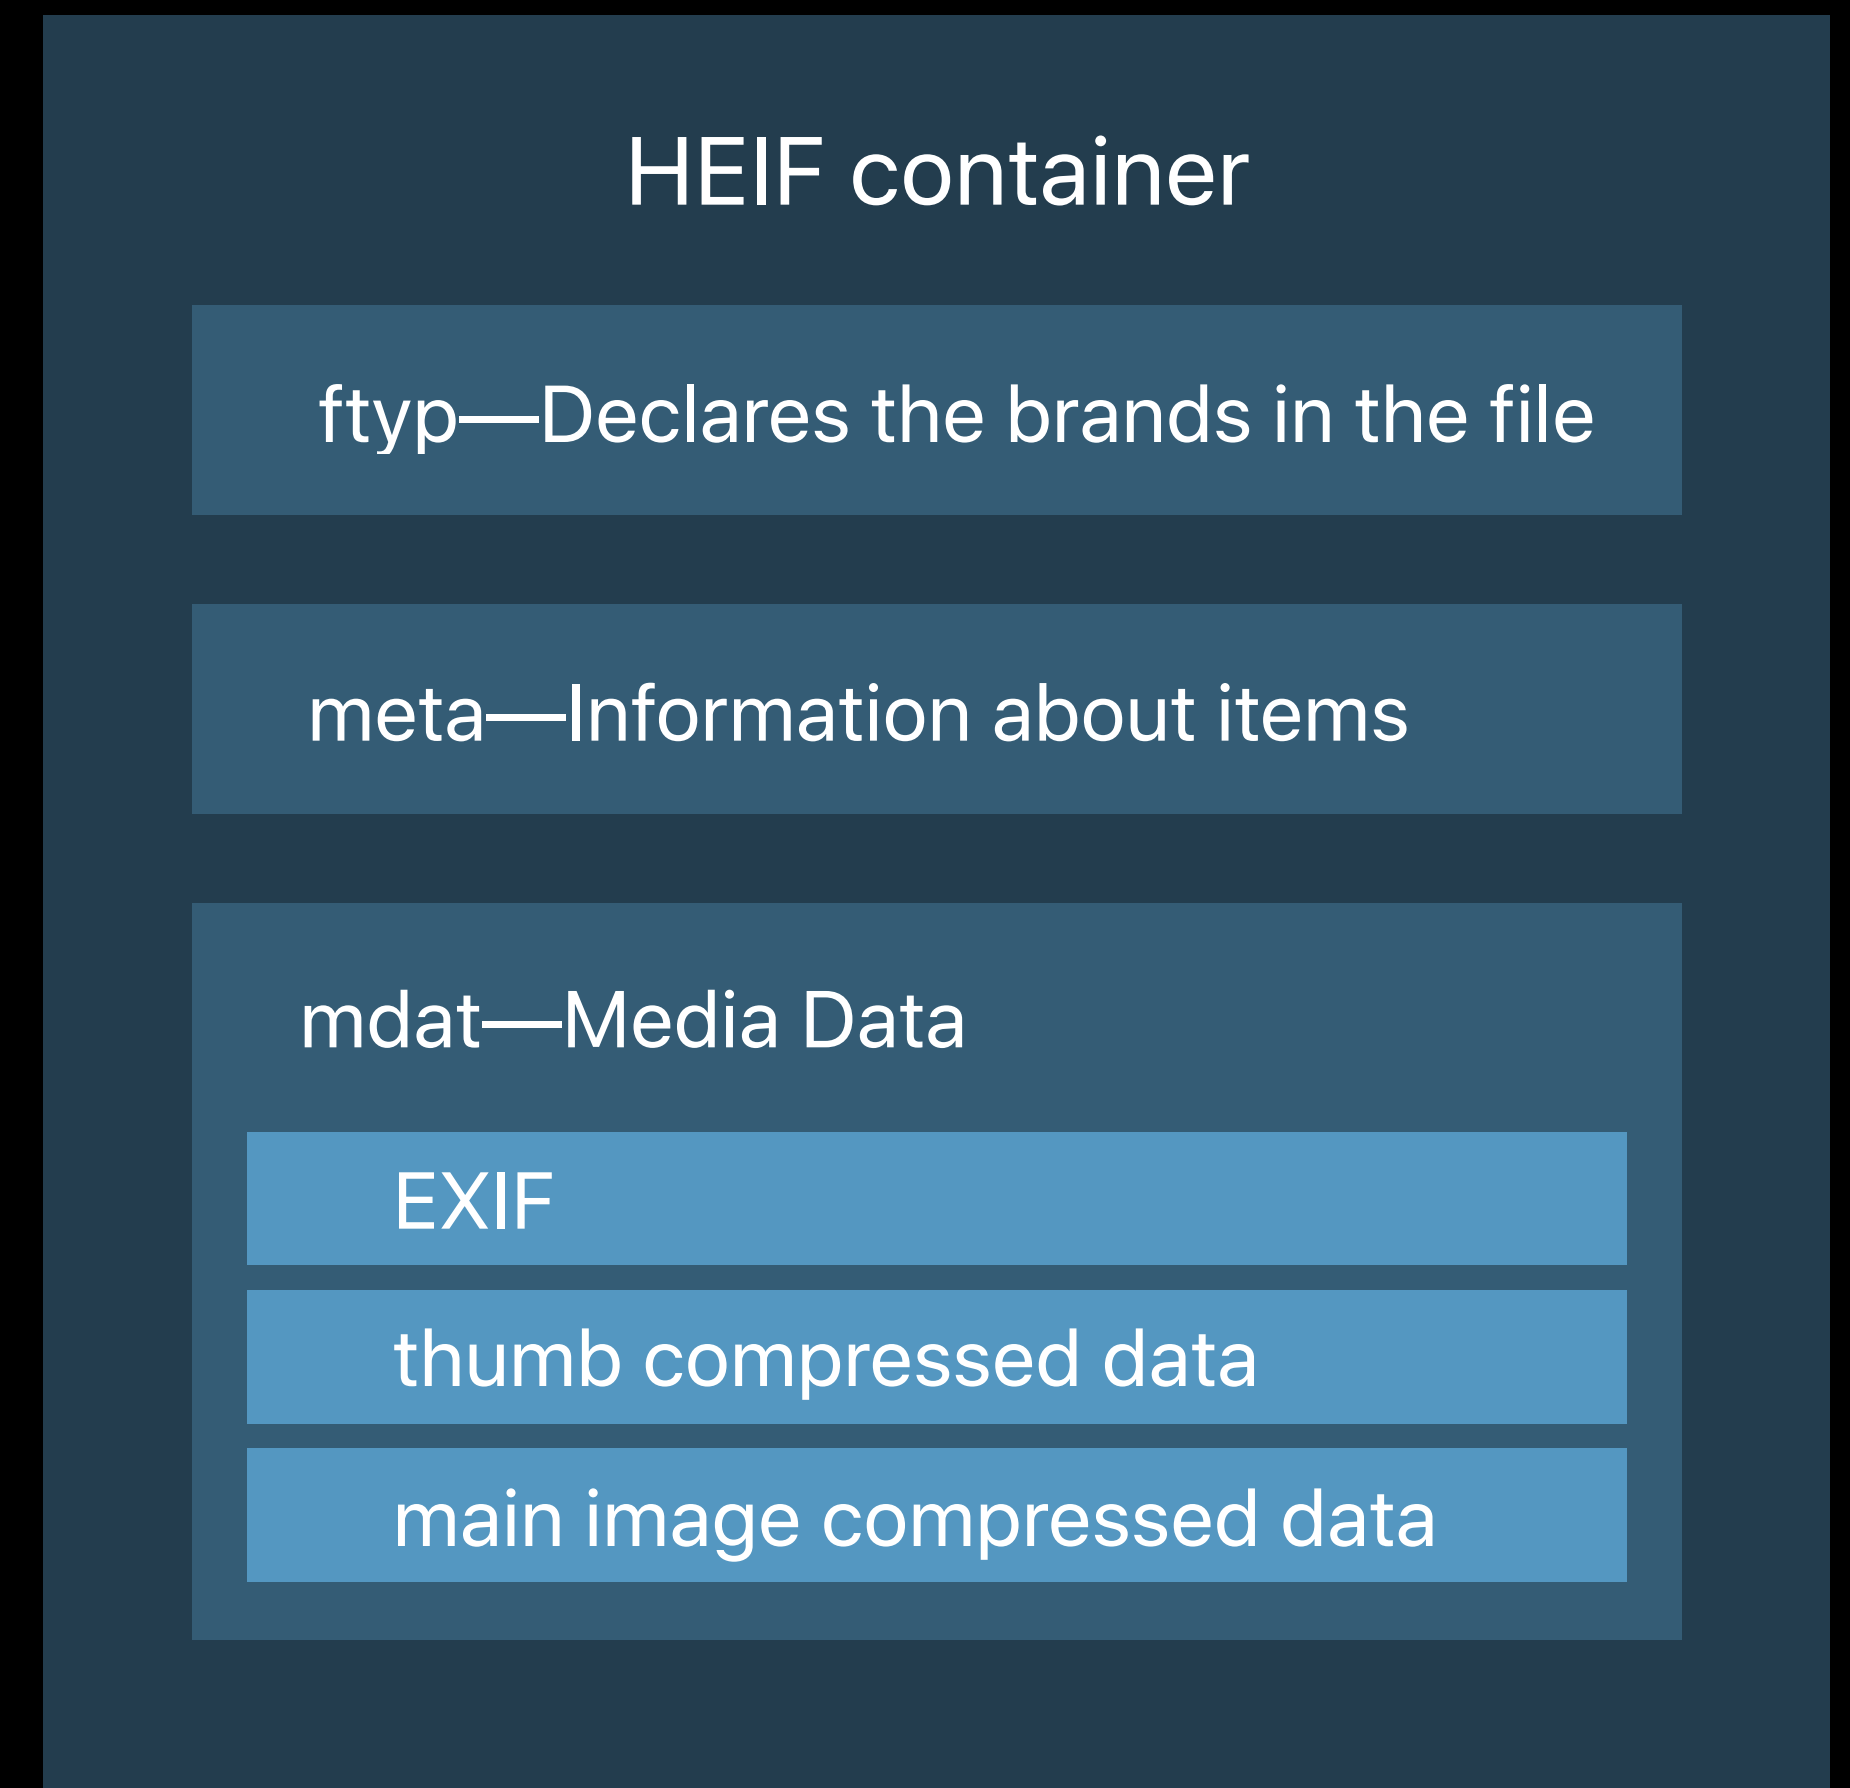 HEIF container
ftyp—Declares the brands in the file
meta—Information about items
mdat—Media Data
EXIF
thumb compressed data
main image compressed data